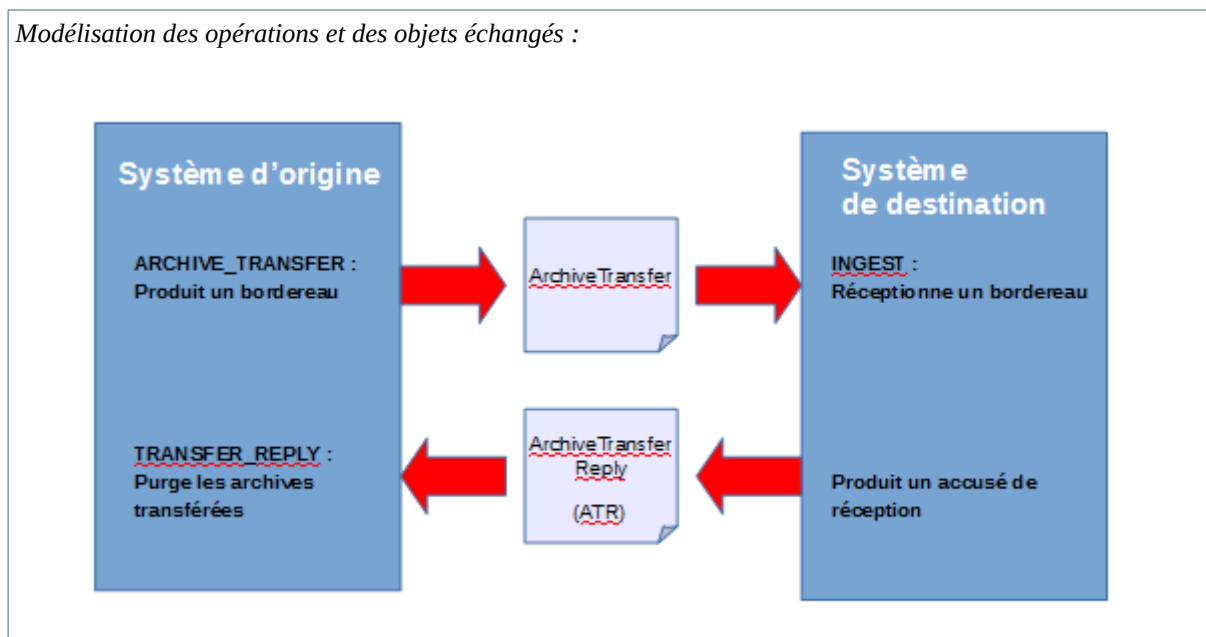 Modélisation des opérations et des objets échangés :
Système d'origine
ARCHIVE_TRANSFER :
Produit un bordereau
ArchiveTransfer
Système
de destination
INGEST :
Réceptionne un bordereau
TRANSFER_REPLY :
Purge les archives
transférées
ArchiveTransfer
Reply
(ATR)
Produit un accusé de
réception